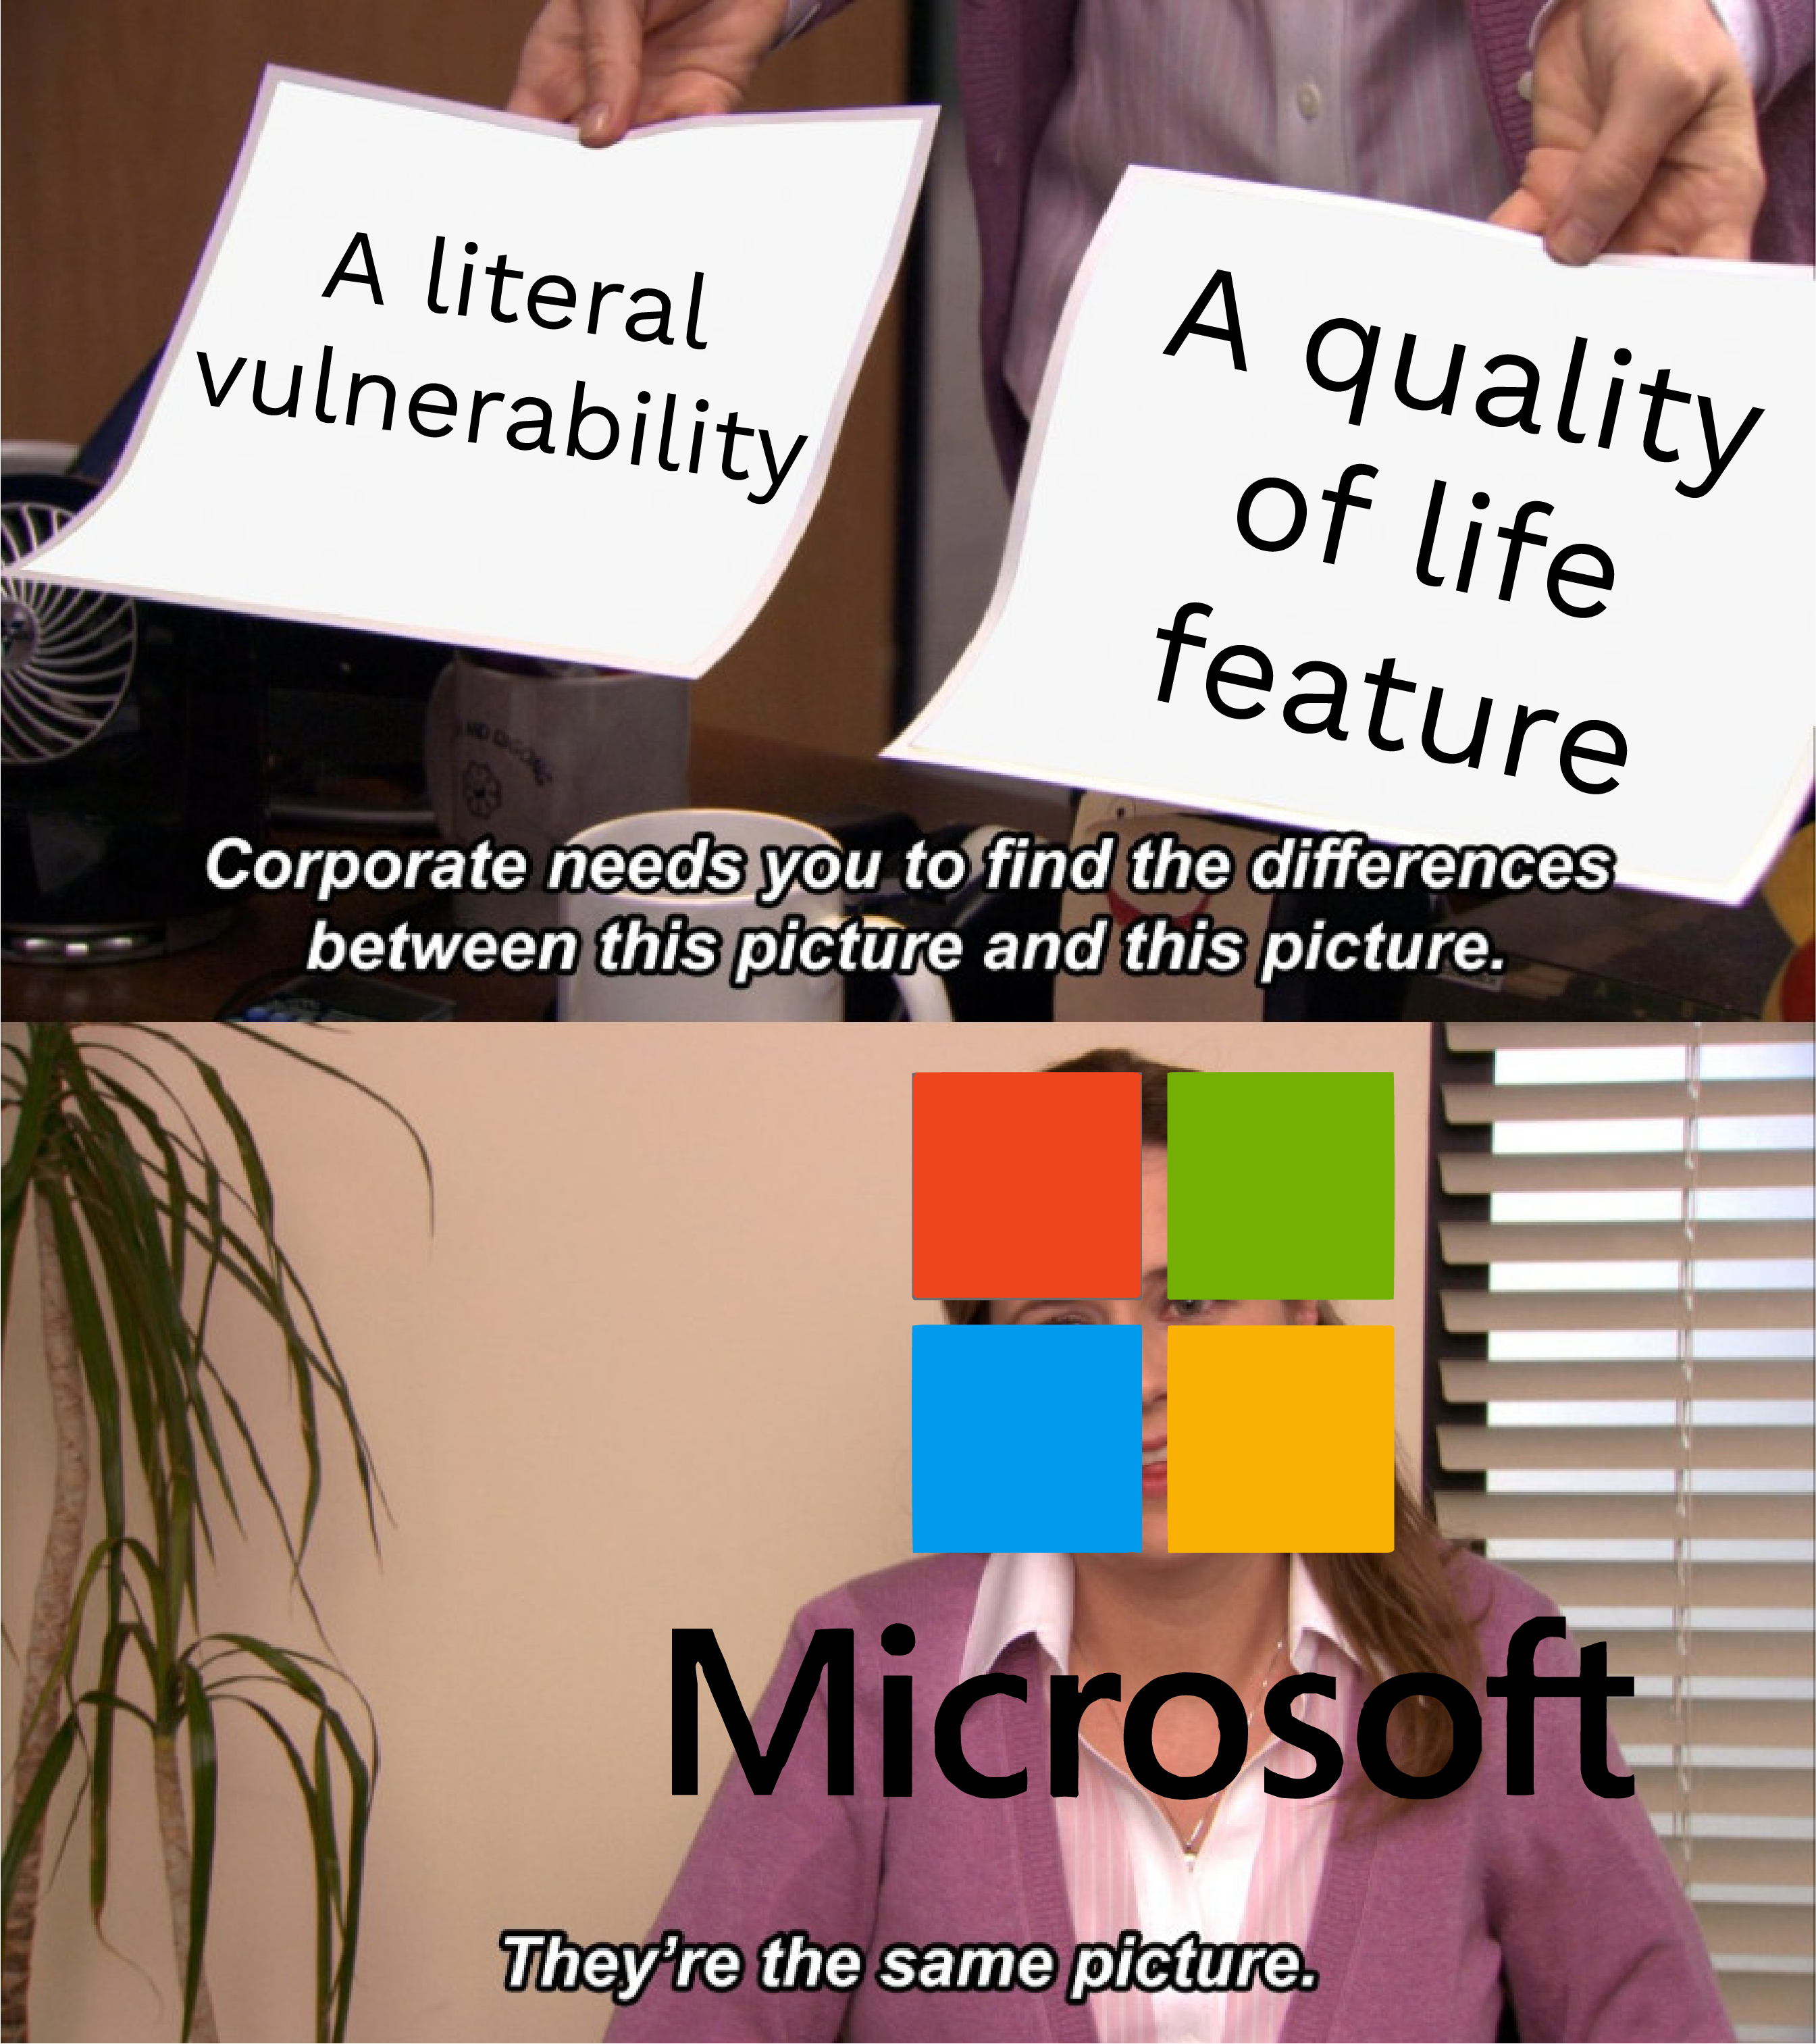 A literal
vulnerability
A quality
of life
feature
Corporate needs you to find the differences
between this picture and this picture.
Microsoft
They're the same picture.